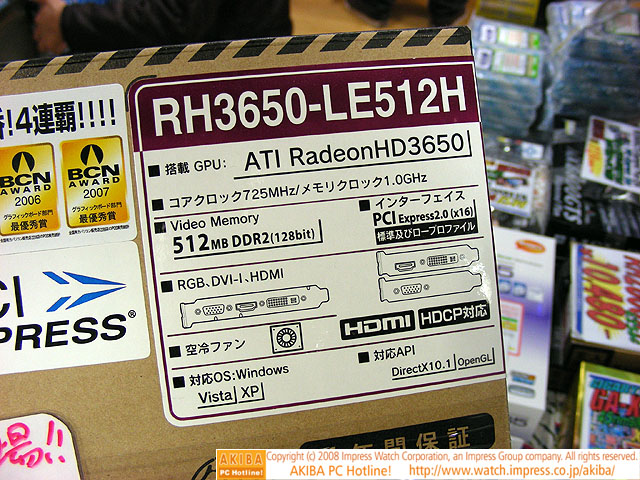 番!4連覇!!!!
BCN
AWARD
2006
グラフィックボード部門
最優秀賞
BCN
AWARD
2007
グラフィックボード部門
最優秀賞
CI
PRESS®
RH3650-LE512H
■ 搭載 GPU: ATI RadeonHD3650
■ コアクロック725MHz/メモリクロック1.0GHz
■ Video Memory
512MB DDR2(128bit)
■ インターフェイス
PCI Express2.0 (x16)
標準及びロープロファイル
■ RGB、DVI-I、HDMI
HDMI HDCP対応
■ 空冷ファン
■ 対応OS:Windows
Vista XP
■ 対応API
DirectX10.1 OpenGL
場!!
年間保証
AKIBA
PC Hotline!
Copyright (c) 2008 Impress Watch Corporation, an Impress Group company. All rights reserved.
AKIBA PC Hotline! http://www.watch.impress.co.jp/akiba/